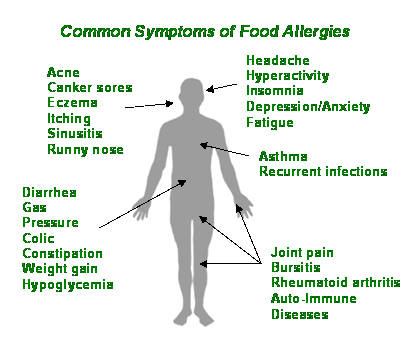 Common Symptoms of Food Allergies
Acne
Canker sores
Eczema
Itching
Sinusitis
Runny nose
Headache
Hyperactivity
Insomnia
Depression/Anxiety
Fatigue
Asthma
Recurrent infections
Diarrhea
Gas
Pressure
Colic
Constipation
Weight gain
Hypoglycemia
Joint pain
Bursitis
Rheumatoid arthritis
Auto-Immune
Diseases